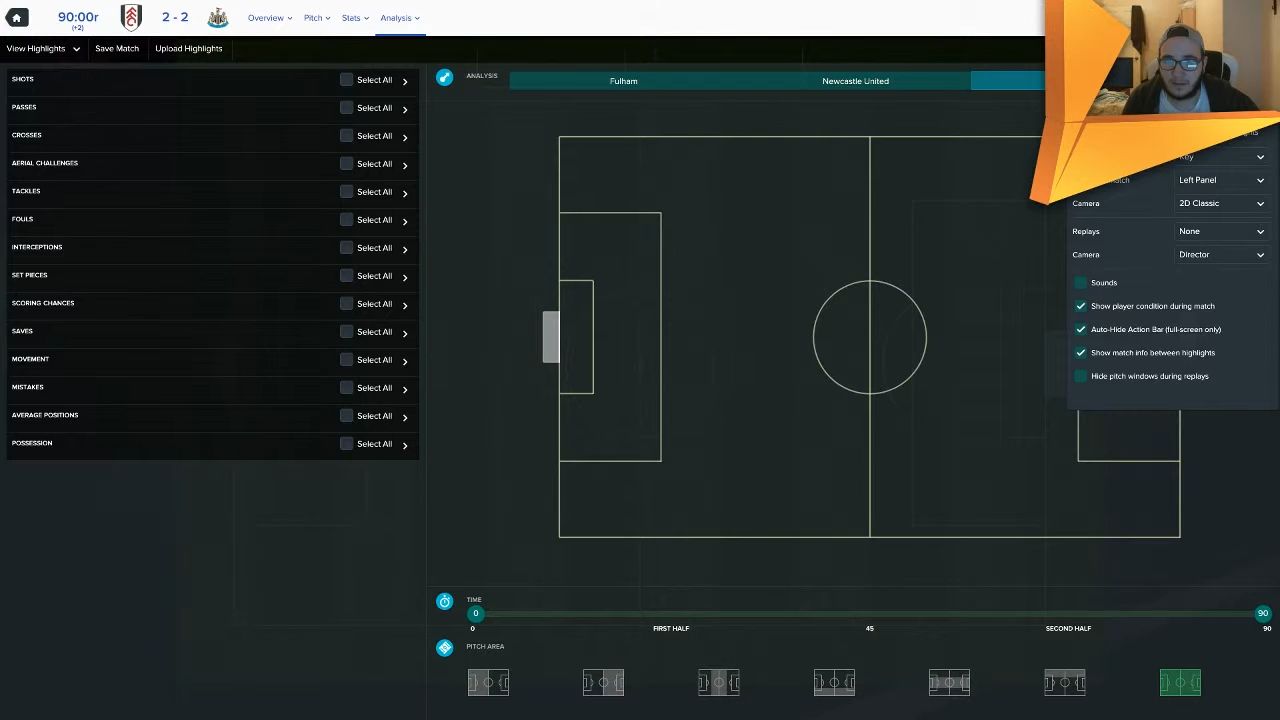 90:00r
(+2)
2 - 2
Overview
Pitch
Stats
Analysis
View Highlights
Save Match
Upload Highlights
SHOTS
Select All
PASSES
Select All
CROSSES
Select All
AERIAL CHALLENGES
Select All
TACKLES
Select All
FOULS
Select All
INTERCEPTIONS
Select All
SET PIECES
Select All
SCORING CHANCES
Select All
SAVES
Select All
MOVEMENT
Select All
MISTAKES
Select All
AVERAGE POSITIONS
Select All
POSSESSION
Select All
ANALYSIS
Fulham
Newcastle United
Key
Left Panel
Camera
2D Classic
Replays
None
Camera
Director
Sounds
Show player condition during match
Auto-Hide Action Bar (full-screen only)
Show match info between highlights
Hide pitch windows during replays
TIME
0
90
0
FIRST HALF
45
SECOND HALF
90
PITCH AREA